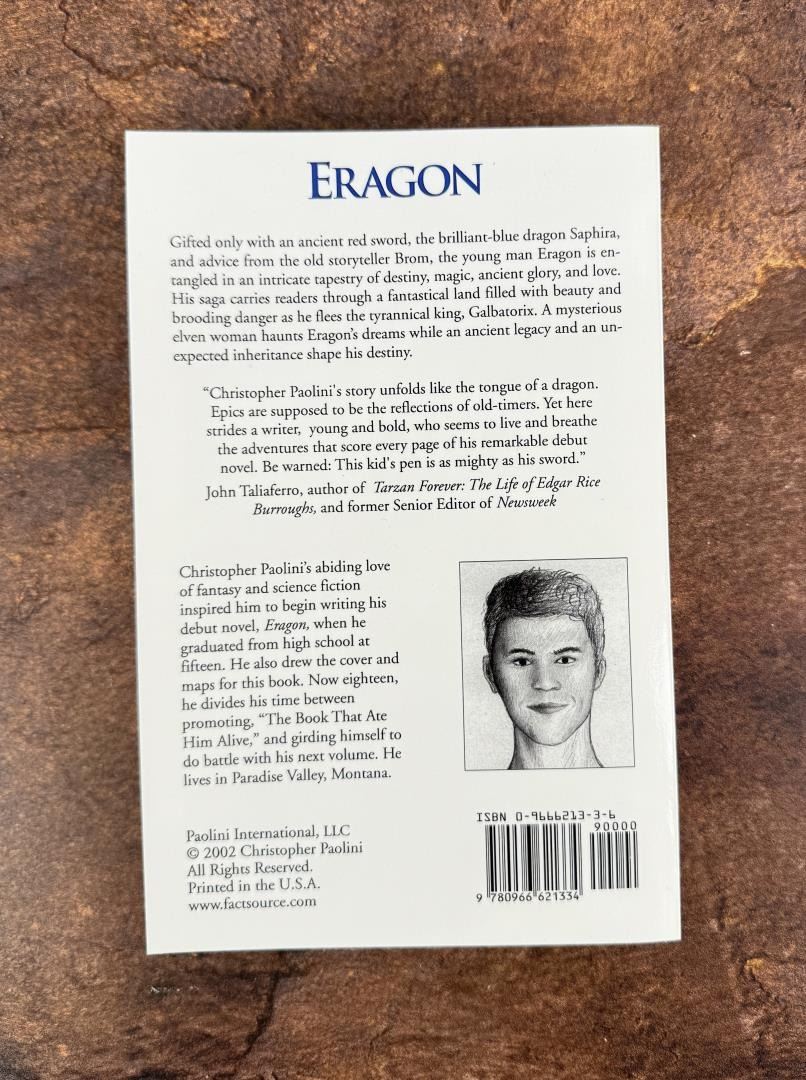 ERAGON
Gifted only with an ancient red sword, the brilliant-blue dragon Saphira,
and advice from the old storyteller Brom, the young man Eragon is en-
tangled in an intricate tapestry of destiny, magic, ancient glory, and love.
His saga carries readers through a fantastical land filled with beauty and
brooding danger as he flees the tyrannical king, Galbatorix. A mysterious
elven woman haunts Eragon's dreams while an ancient legacy and an un-
expected inheritance shape his destiny.
“Christopher Paolini's story unfolds like the tongue of a dragon.
Epics are supposed to be the reflections of old-timers. Yet here
strides a writer, young and bold, who seems to live and breathe
the adventures that score every page of his remarkable debut
novel. Be warned: This kid's pen is as mighty as his sword.”
John Taliaferro, author of Tarzan Forever: The Life of Edgar Rice
Burroughs, and former Senior Editor of Newsweek
Christopher Paolini's abiding love
of fantasy and science fiction
inspired him to begin writing his
debut novel, Eragon, when he
graduated from high school at
fifteen. He also drew the cover and
maps for this book. Now eighteen,
he divides his time between
promoting, “The Book That Ate
Him Alive,” and girding himself to
do battle with his next volume. He
lives in Paradise Valley, Montana.
Paolini International, LLC
© 2002 Christopher Paolini
All Rights Reserved.
Printed in the U.S.A.
www.factsource.com
ISBN 0-9666213-3-6
90000
9 780966 621334